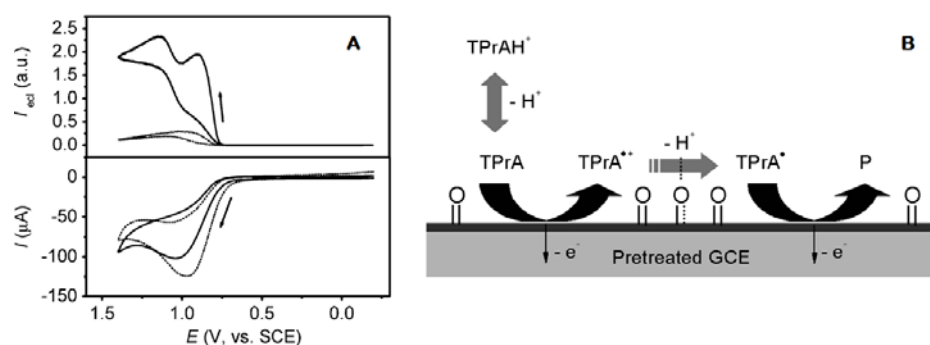 A
I_ecl (a.u.)
2.5
2.0
1.5
1.0
0.5
0.0
I (μA)
0
-50
-100
-150
1.5
1.0
0.5
0.0
E (V, vs. SCE)
B
TPrAH⁺
- H⁺
TPrA
TPrA•⁺
- H⁺
TPrA•
P
O
O
O
O
O
- e⁻
Pretreated GCE
- e⁻